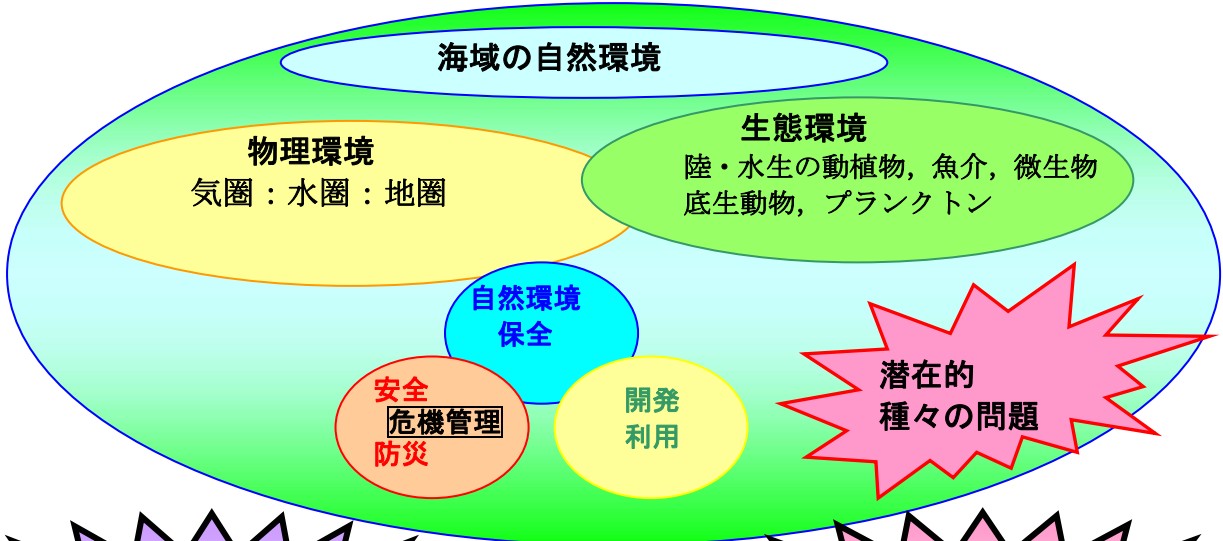 海域の自然環境
物理環境
気圏：水圏：地圏
生態環境
陸・水生の動植物，魚介，微生物
底生動物，プランクトン
自然環境
保全
安全
危機管理
防災
開発
利用
潜在的
種々の問題